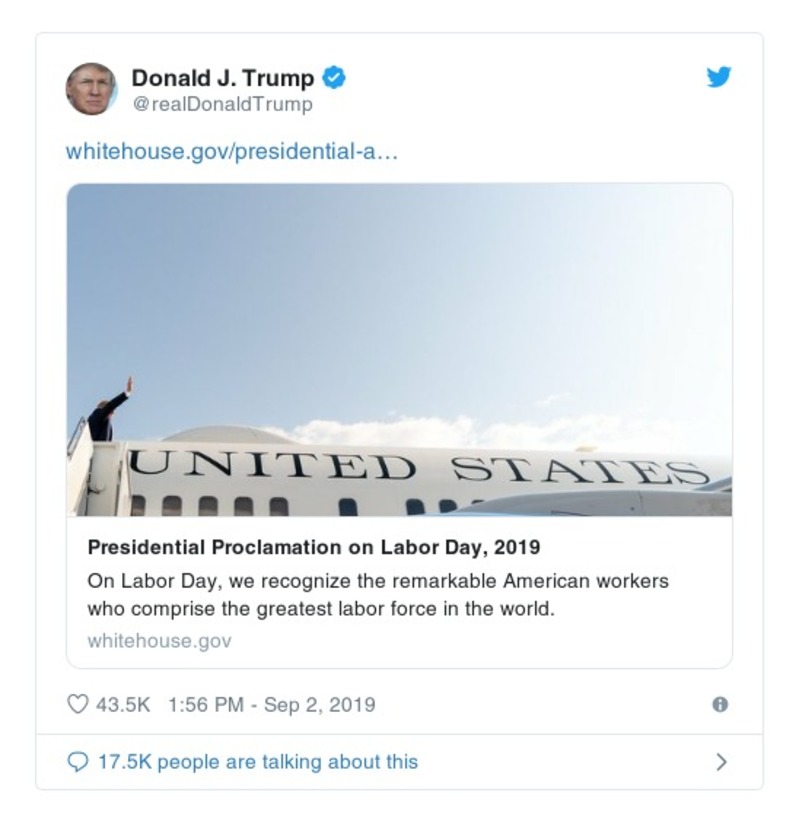 Donald J. Trump
@realDonaldTrump
whitehouse.gov/presidential-a…
UNITED STATES
Presidential Proclamation on Labor Day, 2019
On Labor Day, we recognize the remarkable American workers
who comprise the greatest labor force in the world.
whitehouse.gov
43.5K 1:56 PM - Sep 2, 2019
17.5K people are talking about this